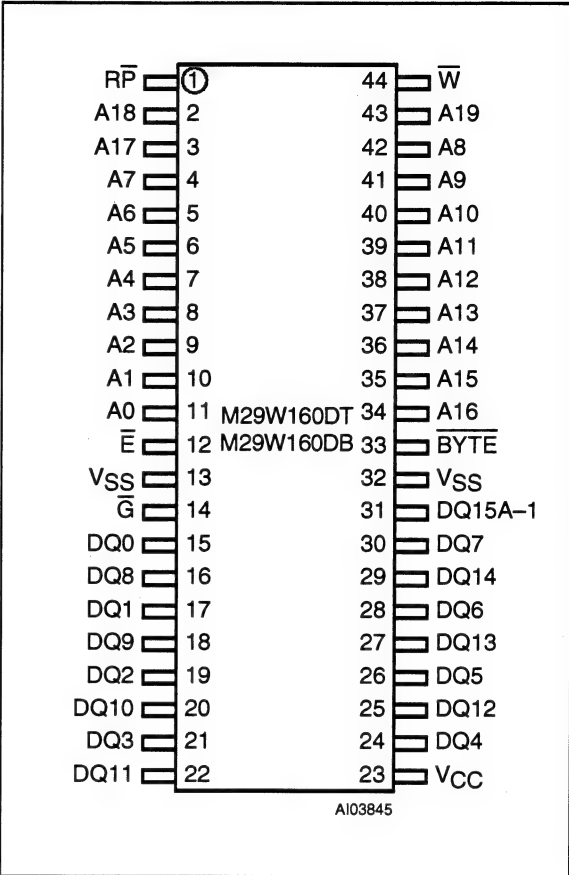 RP̅ 1 44 W̅
A18 2 43 A19
A17 3 42 A8
A7 4 41 A9
A6 5 40 A10
A5 6 39 A11
A4 7 38 A12
A3 8 37 A13
A2 9 36 A14
A1 10 35 A15
A0 11 M29W160DT 34 A16
E̅ 12 M29W160DB 33 B̅Y̅T̅E̅
VSS 13 32 VSS
G̅ 14 31 DQ15A–1
DQ0 15 30 DQ7
DQ8 16 29 DQ14
DQ1 17 28 DQ6
DQ9 18 27 DQ13
DQ2 19 26 DQ5
DQ10 20 25 DQ12
DQ3 21 24 DQ4
DQ11 22 23 VCC
AI03845